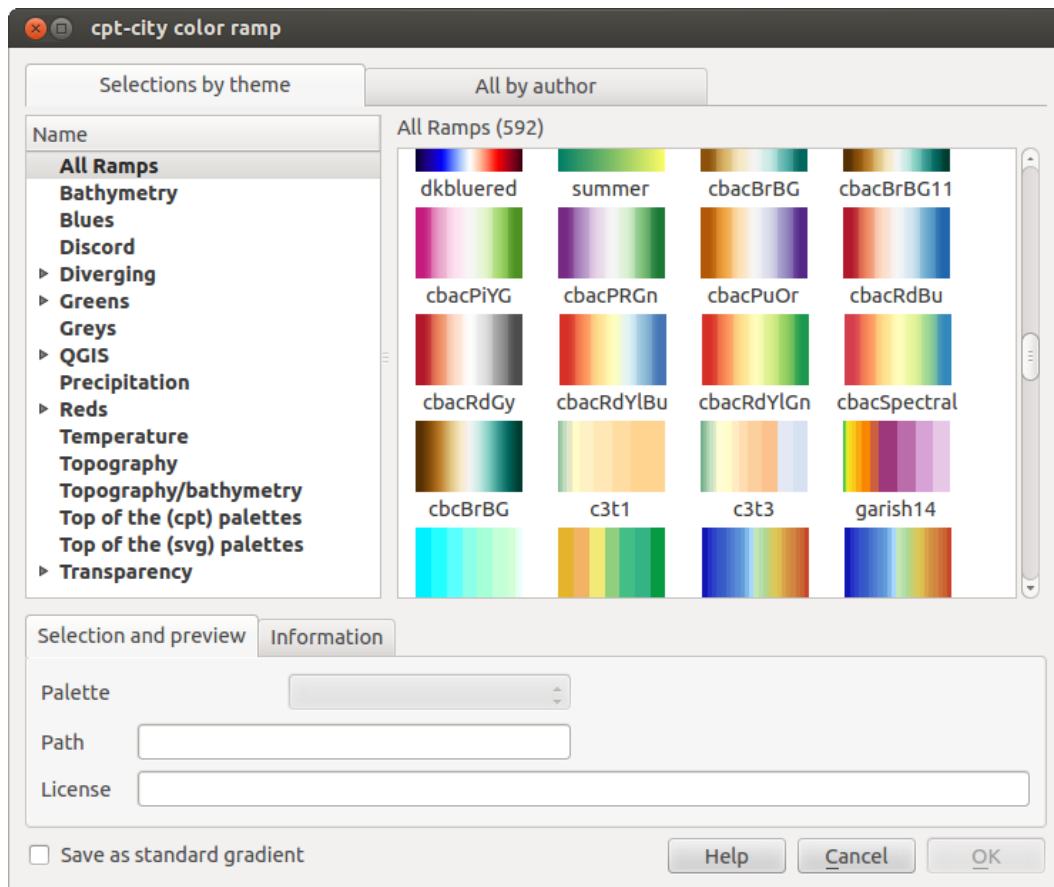 cpt-city color ramp
Selections by theme
All by author
Name
All Ramps
Bathymetry
Blues
Discord
Diverging
Greens
Greys
QGIS
Precipitation
Reds
Temperature
Topography
Topography/bathymetry
Top of the (cpt) palettes
Top of the (svg) palettes
Transparency
All Ramps (592)
dkbluered summer cbacBrBG cbacBrBG11
cbacPiYG cbacPRGn cbacPuOr cbacRdBu
cbacRdGy cbacRdYlBu cbacRdYlGn cbacSpectral
cbcBrBG c3t1 c3t3 garish14
Selection and preview
Information
Palette
Path
License
Save as standard gradient
Help
Cancel
OK